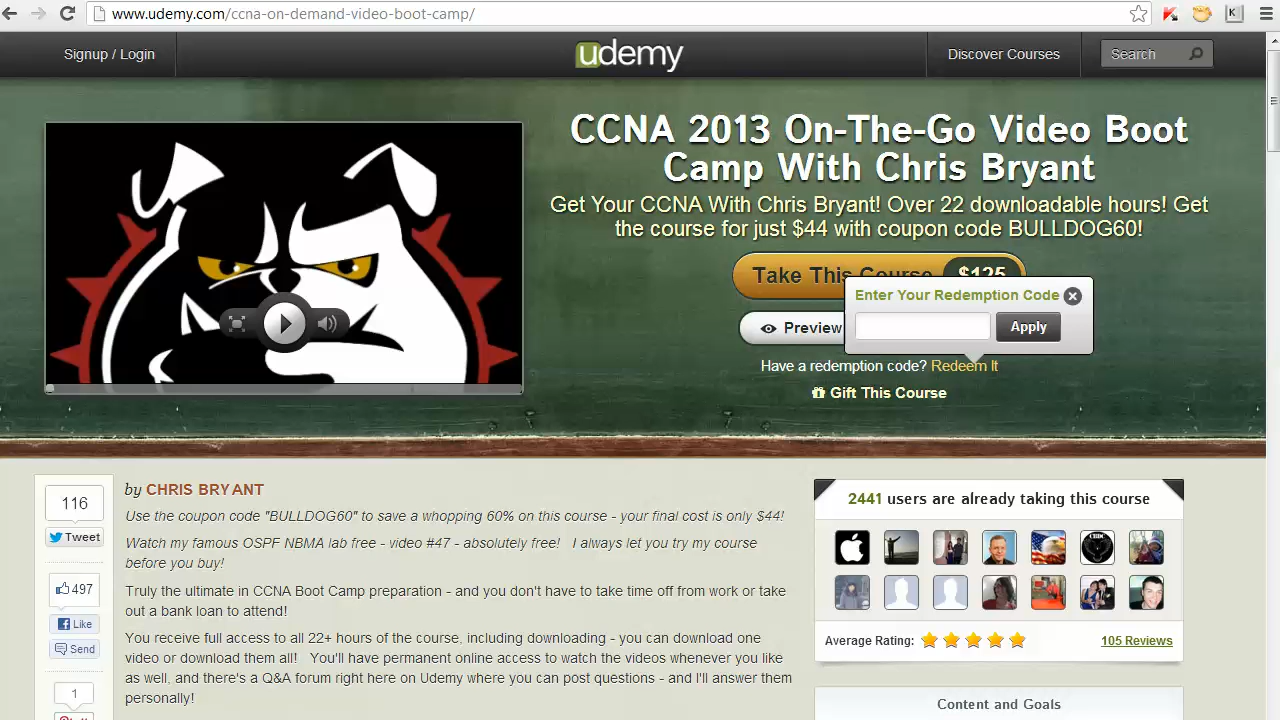 www.udemy.com/ccna-on-demand-video-boot-camp/
Signup / Login
udemy
Discover Courses
Search
CCNA 2013 On-The-Go Video Boot
Camp With Chris Bryant
Get Your CCNA With Chris Bryant! Over 22 downloadable hours! Get
the course for just $44 with coupon code BULLDOG60!
Take This Course $125
Enter Your Redemption Code
Preview
Apply
Have a redemption code? Redeem It
Gift This Course
116
Tweet
497
Like
Send
1
by CHRIS BRYANT
Use the coupon code "BULLDOG60" to save a whopping 60% on this course - your final cost is only $44!
Watch my famous OSPF NBMA lab free - video #47 - absolutely free! I always let you try my course
before you buy!
Truly the ultimate in CCNA Boot Camp preparation - and you don't have to take time off from work or take
out a bank loan to attend!
You receive full access to all 22+ hours of the course, including downloading - you can download one
video or download them all! You'll have permanent online access to watch the videos whenever you like
as well, and there's a Q&A forum right here on Udemy where you can post questions - and I'll answer them
personally!
2441 users are already taking this course
Average Rating:
105 Reviews
Content and Goals